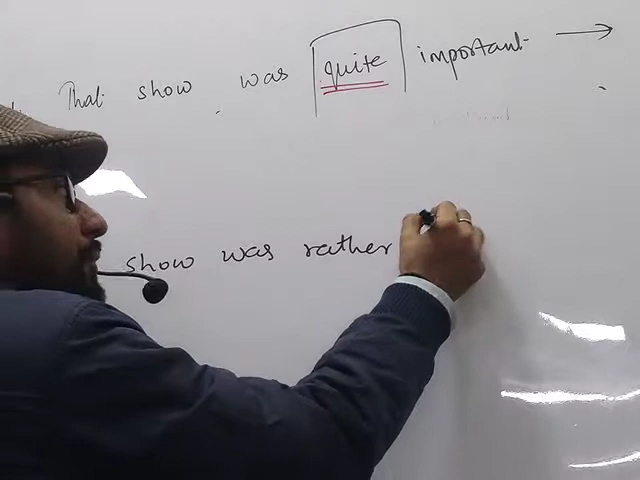 That show was quite important →
show was rather